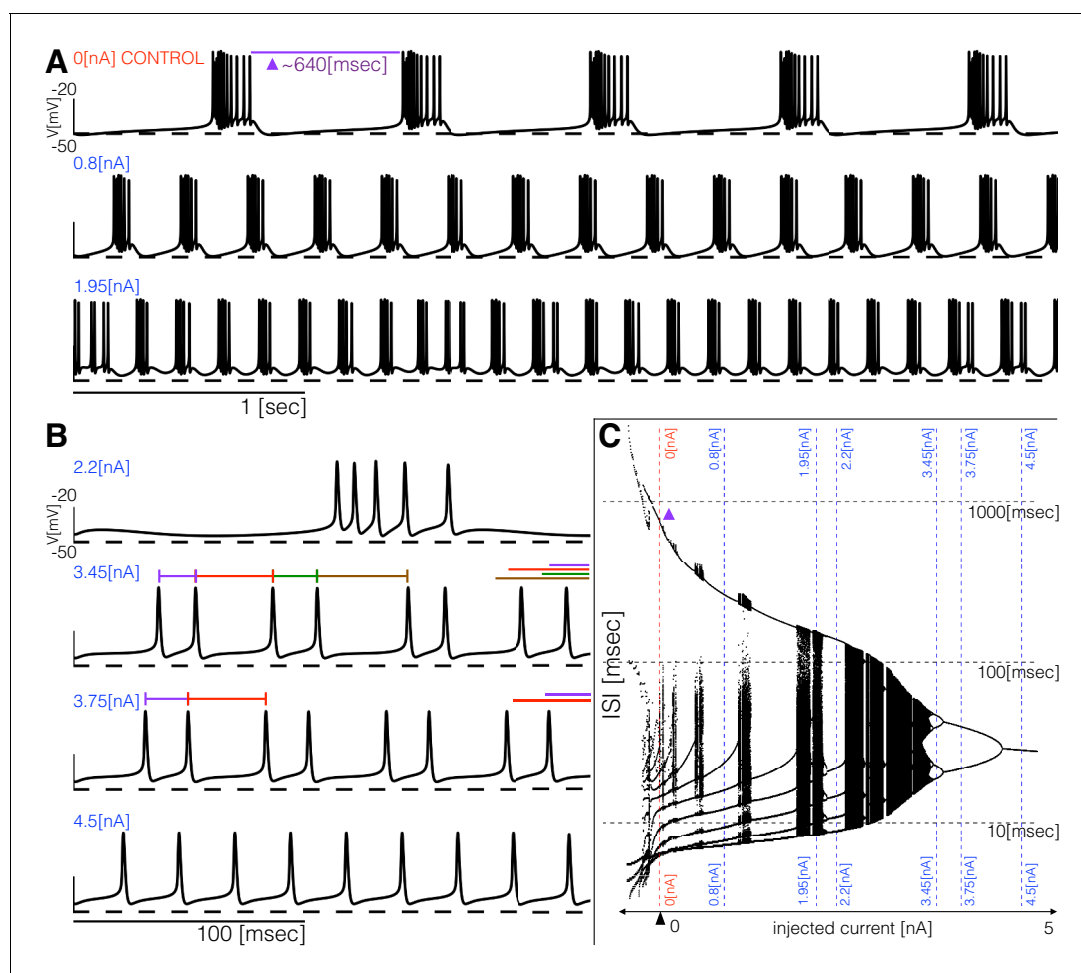 A
0[nA] CONTROL
▲~640[msec]
-20
V[mV]
-50
0.8[nA]
1.95[nA]
1 [sec]
B
2.2[nA]
-20
V[mV]
-50
3.45[nA]
3.75[nA]
4.5[nA]
100 [msec]
C
0[nA]
0.8[nA]
1.95[nA]
2.2[nA]
3.45[nA]
3.75[nA]
4.5[nA]
1000[msec]
100[msec]
10[msec]
ISI [msec]
0[nA]
0.8[nA]
1.95[nA]
2.2[nA]
3.45[nA]
3.75[nA]
4.5[nA]
0 injected current [nA] 5